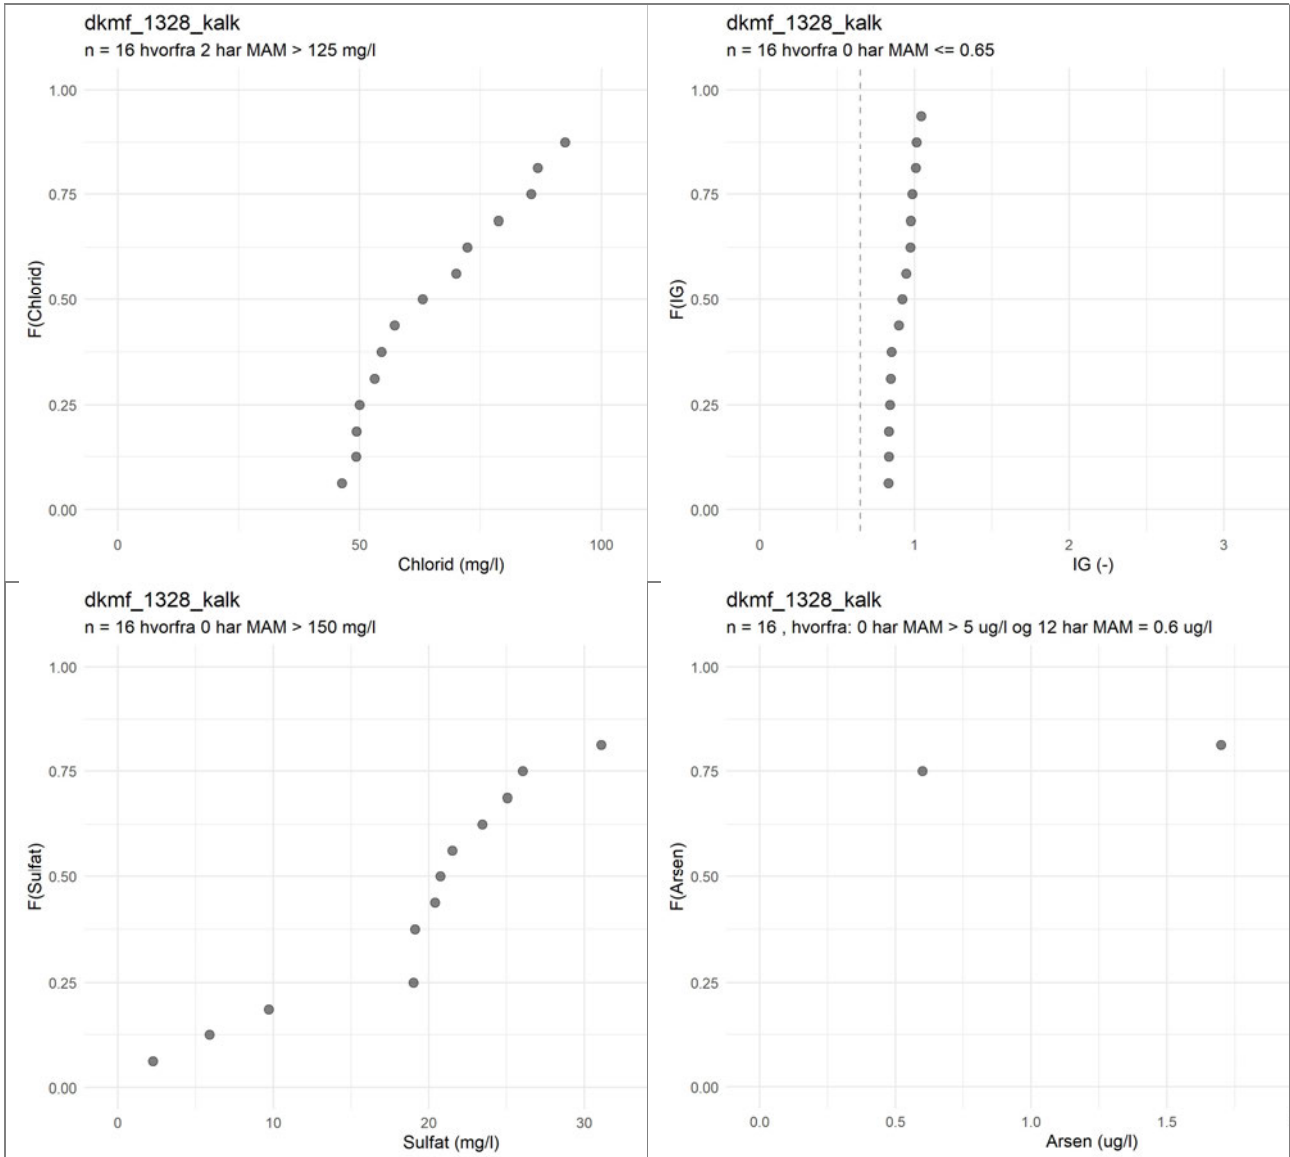 dkmf_1328_kalk
n = 16 hvorfra 2 har MAM > 125 mg/l
1.00
0.75
0.50
0.25
0.00
F(Chlorid)
0 50 100
Chlorid (mg/l)
dkmf_1328_kalk
n = 16 hvorfra 0 har MAM <= 0.65
1.00
0.75
0.50
0.25
0.00
F(IG)
0 1 2 3
IG (-)
dkmf_1328_kalk
n = 16 hvorfra 0 har MAM > 150 mg/l
1.00
0.75
0.50
0.25
0.00
F(Sulfat)
0 10 20 30
Sulfat (mg/l)
dkmf_1328_kalk
n = 16 , hvorfra: 0 har MAM > 5 ug/l og 12 har MAM = 0.6 ug/l
1.00
0.75
0.50
0.25
0.00
F(Arsen)
0.0 0.5 1.0 1.5
Arsen (ug/l)